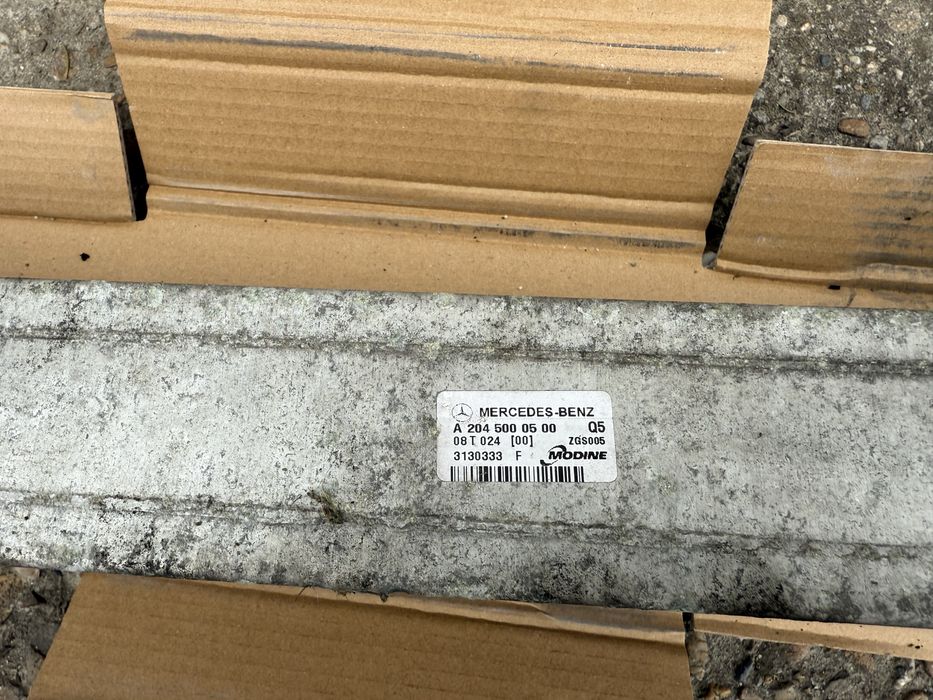 MERCEDES-BENZ
A 204 500 05 00 Q5
08 T 024 [00] ZGS005
3130333 F MODINE